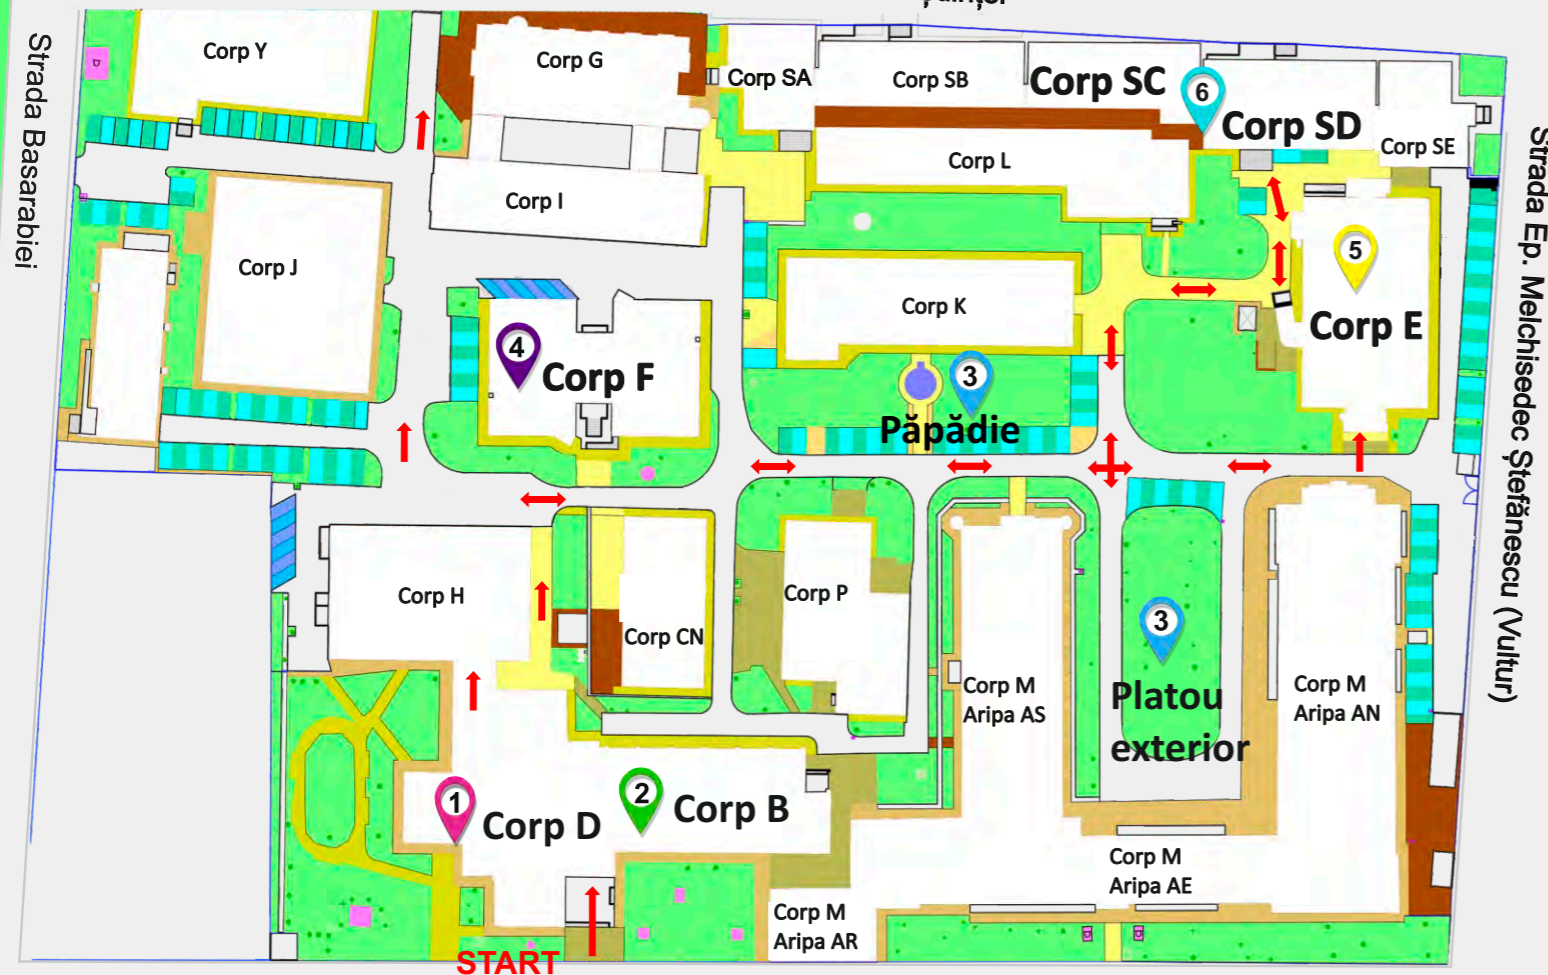 Strada Basarabiei
Corp Y
Corp G
Corp SA
Corp SB
Corp SC
6
Corp SD
Corp SE
Corp I
Corp L
Corp J
Corp K
5
Corp E
Strada Ep. Melchisedec Ștefănescu (Vultur)
4
Corp F
3
Păpădie
Corp H
Corp CN
Corp P
3
Corp M
Aripa AS
Platou
exterior
Corp M
Aripa AN
1
Corp D
2
Corp B
Corp M
Aripa AE
Corp M
Aripa AR
START